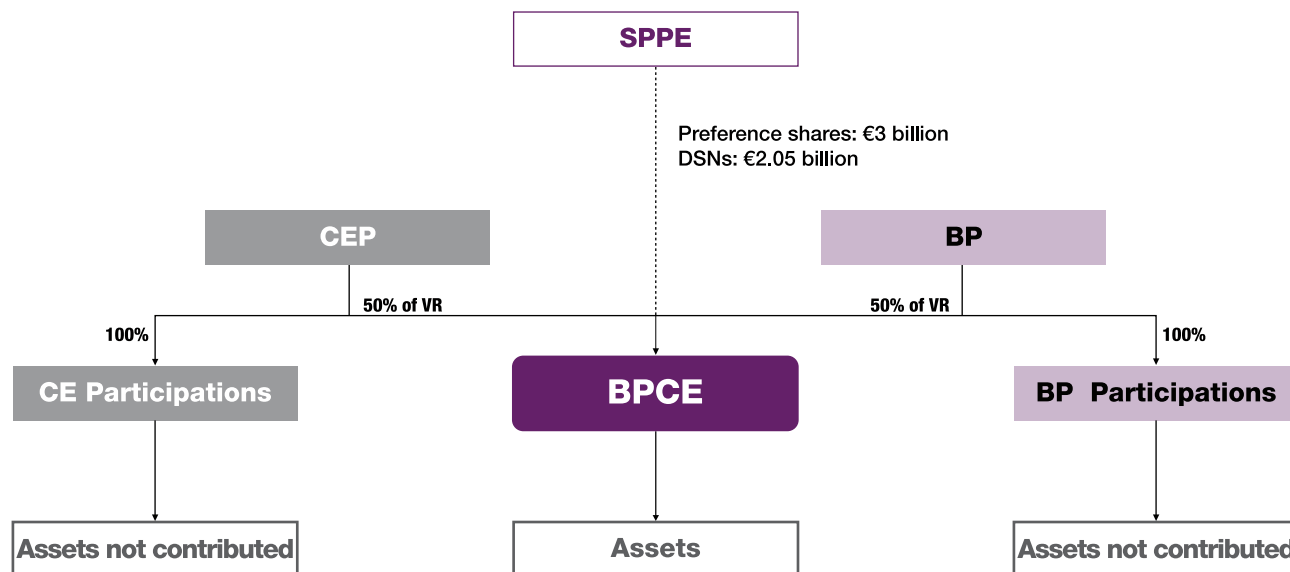 SPPE
Preference shares: €3 billion
DSNs: €2.05 billion
CEP
BP
50% of VR
50% of VR
100%
100%
CE Participations
BPCE
BP Participations
Assets not contributed
Assets
Assets not contributed